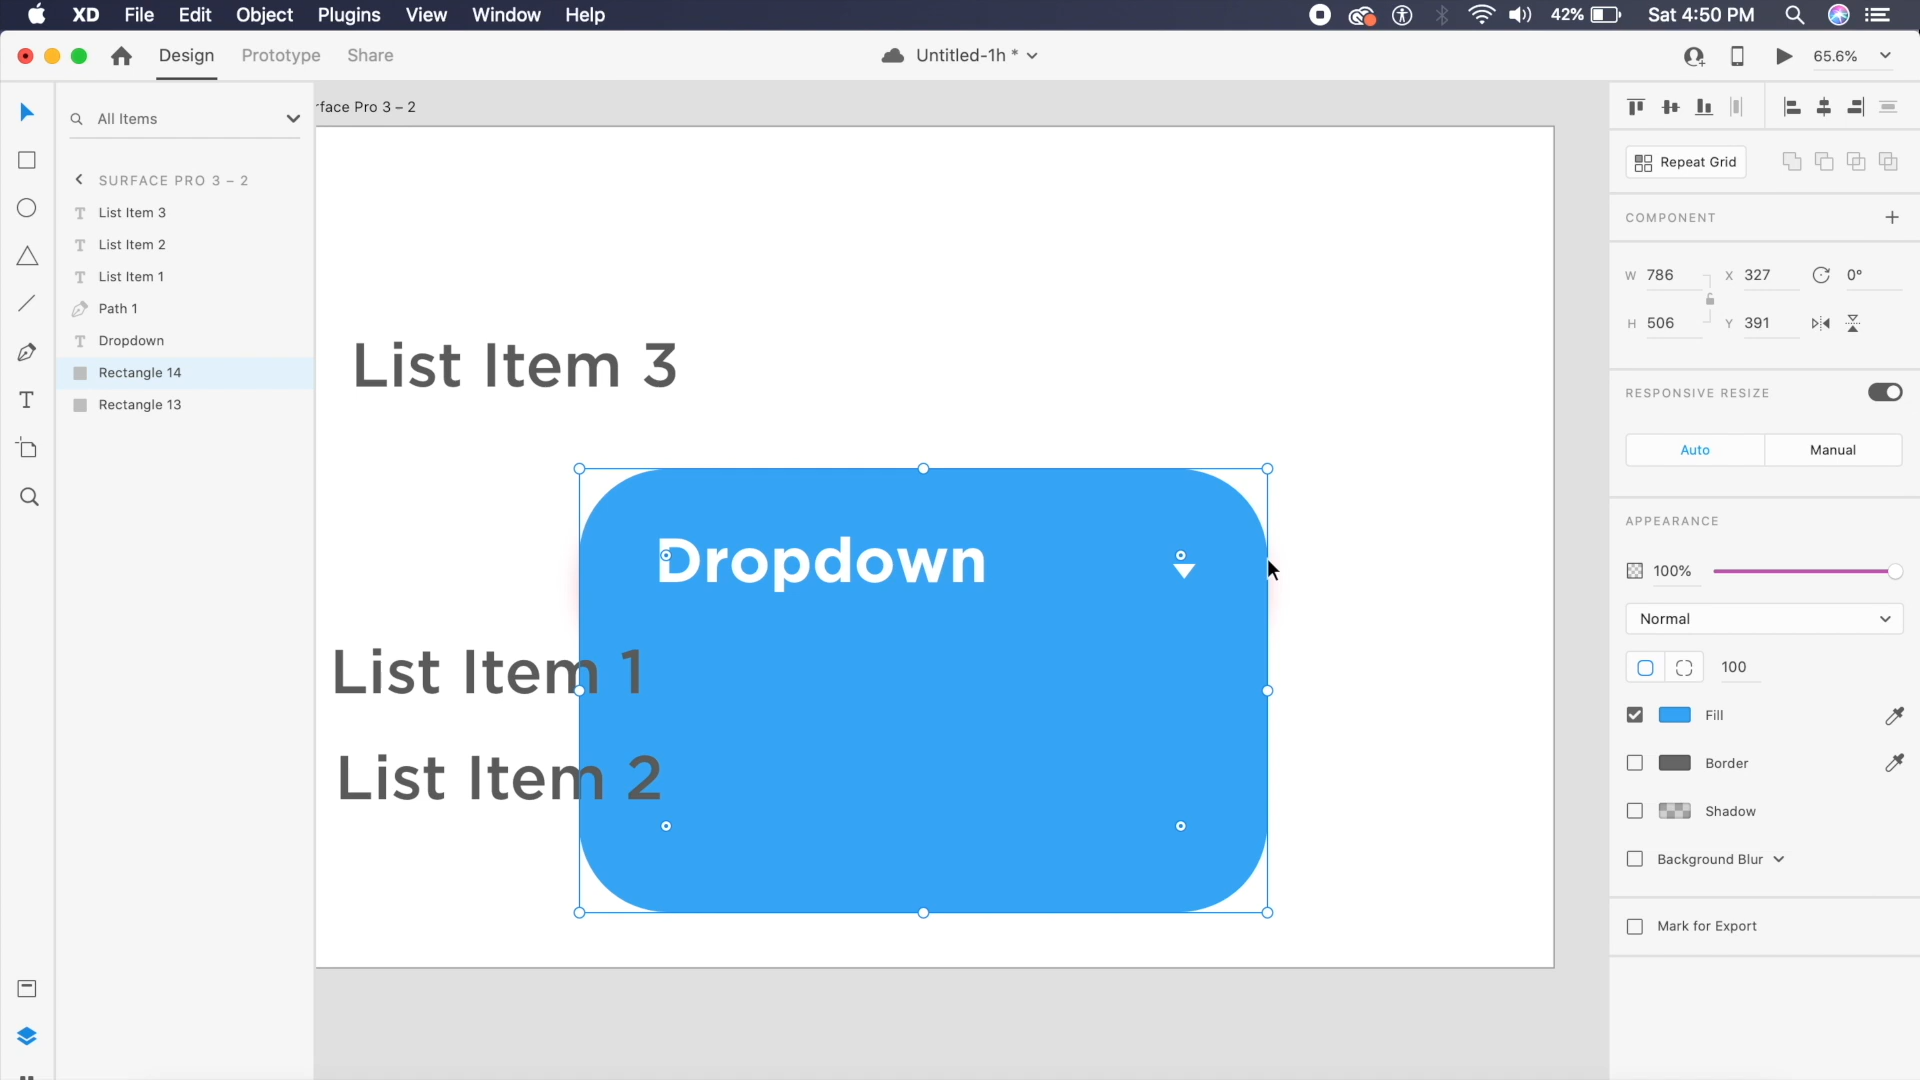 XD File Edit Object Plugins View Window Help 42% Sat 4:50 PM
Design Prototype Share Untitled-1h * 65.6%
All Items
rface Pro 3 – 2
SURFACE PRO 3 – 2
List Item 3
List Item 2
List Item 1
Path 1
Dropdown
Rectangle 14
Rectangle 13
List Item 3
Dropdown
List Item 1
List Item 2
Repeat Grid
COMPONENT
W 786 X 327 0°
H 506 Y 391
RESPONSIVE RESIZE
Auto Manual
APPEARANCE
100%
Normal
100
Fill
Border
Shadow
Background Blur
Mark for Export